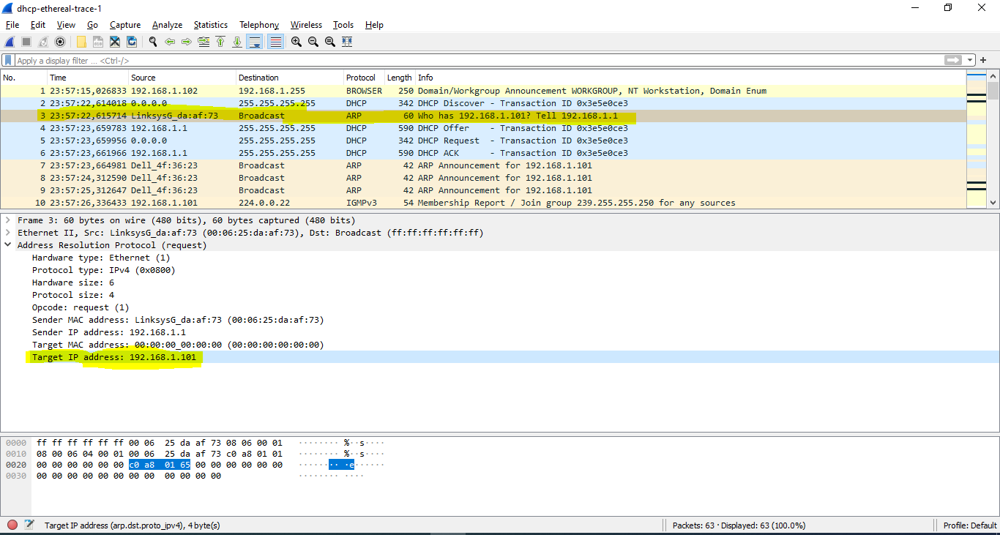 dhcp-ethereal-trace-1
File Edit View Go Capture Analyze Statistics Telephony Wireless Tools Help
Apply a display filter ... <Ctrl-/>
No. Time Source Destination Protocol Length Info
1 23:57:15,026833 192.168.1.102 192.168.1.255 BROWSER 250 Domain/Workgroup Announcement WORKGROUP, NT Workstation, Domain Enum
2 23:57:22,614018 0.0.0.0 255.255.255.255 DHCP 342 DHCP Discover - Transaction ID 0x3e5e0ce3
3 23:57:22,615714 LinksysG_da:af:73 Broadcast ARP 60 Who has 192.168.1.101? Tell 192.168.1.1
4 23:57:23,659783 192.168.1.1 255.255.255.255 DHCP 590 DHCP Offer - Transaction ID 0x3e5e0ce3
5 23:57:23,659956 0.0.0.0 255.255.255.255 DHCP 342 DHCP Request - Transaction ID 0x3e5e0ce3
6 23:57:23,661966 192.168.1.1 255.255.255.255 DHCP 590 DHCP ACK - Transaction ID 0x3e5e0ce3
7 23:57:23,664981 Dell_4f:36:23 Broadcast ARP 42 ARP Announcement for 192.168.1.101
8 23:57:24,312590 Dell_4f:36:23 Broadcast ARP 42 ARP Announcement for 192.168.1.101
9 23:57:25,312647 Dell_4f:36:23 Broadcast ARP 42 ARP Announcement for 192.168.1.101
10 23:57:26,336433 192.168.1.101 224.0.0.22 IGMPv3 54 Membership Report / Join group 239.255.255.250 for any sources
Frame 3: 60 bytes on wire (480 bits), 60 bytes captured (480 bits)
Ethernet II, Src: LinksysG_da:af:73 (00:06:25:da:af:73), Dst: Broadcast (ff:ff:ff:ff:ff:ff)
Address Resolution Protocol (request)
Hardware type: Ethernet (1)
Protocol type: IPv4 (0x0800)
Hardware size: 6
Protocol size: 4
Opcode: request (1)
Sender MAC address: LinksysG_da:af:73 (00:06:25:da:af:73)
Sender IP address: 192.168.1.1
Target MAC address: 00:00:00_00:00:00 (00:00:00:00:00:00)
Target IP address: 192.168.1.101
0000 ff ff ff ff ff ff 00 06 25 da af 73 08 06 00 01 ········ %··s····
0010 08 00 06 04 00 01 00 06 25 da af 73 c0 a8 01 01 ········ %··s····
0020 00 00 00 00 00 00 c0 a8 01 65 00 00 00 00 00 00 ········ ·e······
0030 00 00 00 00 00 00 00 00 00 00 00 00 ········ ····
Target IP address (arp.dst.proto_ipv4), 4 byte(s) Packets: 63 · Displayed: 63 (100.0%) Profile: Default